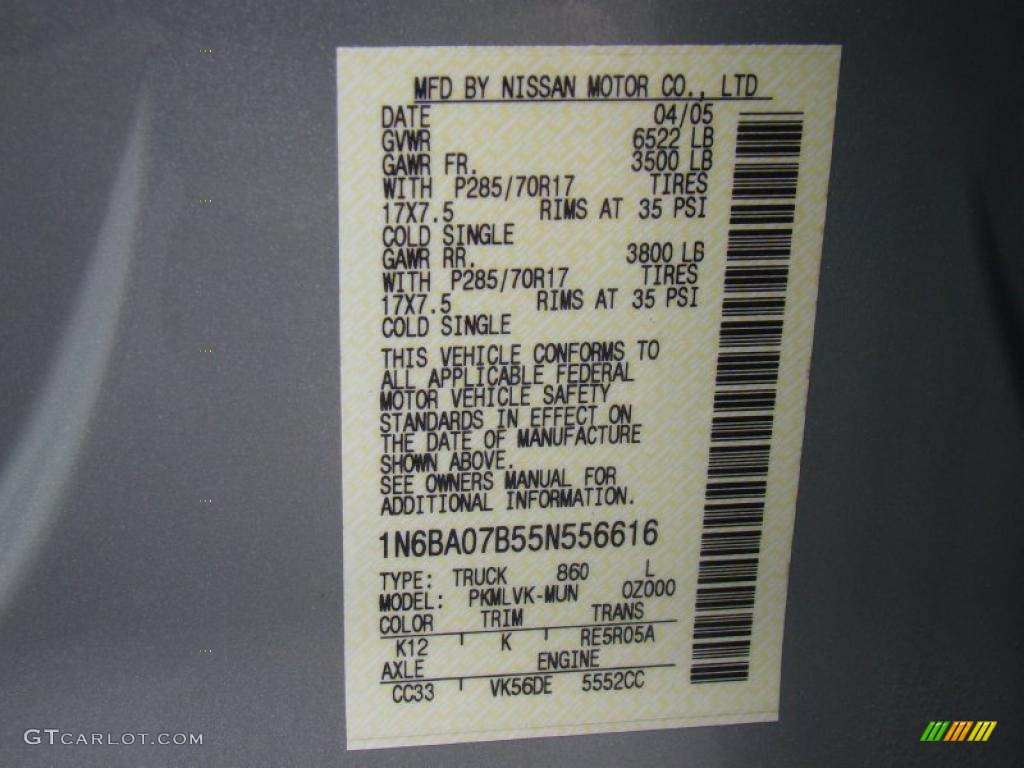 MFD BY NISSAN MOTOR CO., LTD
DATE 04/05
GVWR 6522 LB
GAWR FR. 3500 LB
WITH P285/70R17 TIRES
17X7.5 RIMS AT 35 PSI
COLD SINGLE
GAWR RR. 3800 LB
WITH P285/70R17 TIRES
17X7.5 RIMS AT 35 PSI
COLD SINGLE
THIS VEHICLE CONFORMS TO
ALL APPLICABLE FEDERAL
MOTOR VEHICLE SAFETY
STANDARDS IN EFFECT ON
THE DATE OF MANUFACTURE
SHOWN ABOVE.
SEE OWNERS MANUAL FOR
ADDITIONAL INFORMATION.
1N6BA07B55N556616
TYPE: TRUCK 860 L
MODEL: PKMLVK-MUN 0Z000
COLOR TRIM TRANS
K12 K RE5R05A
AXLE ENGINE
CC33 VK56DE 5552CC
GTCARLOT.COM